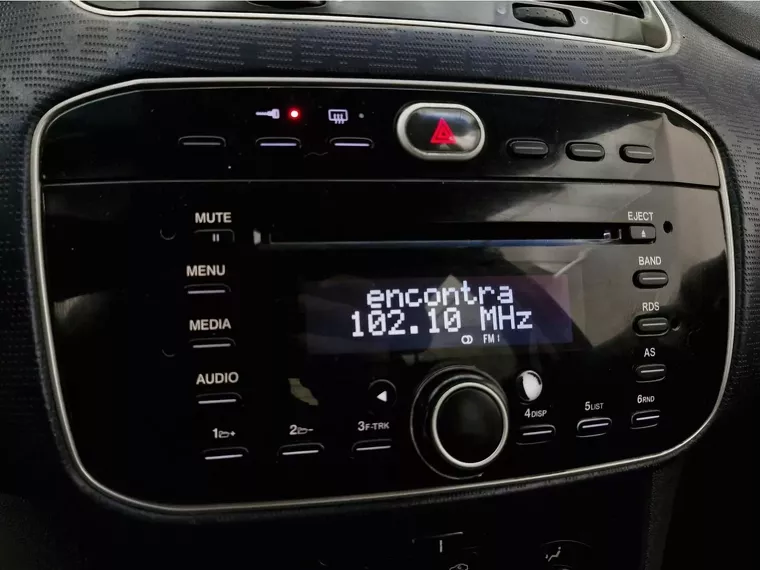 MUTE
EJECT
MENU
BAND
encontra
102.10 MHz
FM
MEDIA
RDS
AUDIO
AS
1+
2-
3F-TRK
4DISP
5LIST
6RND